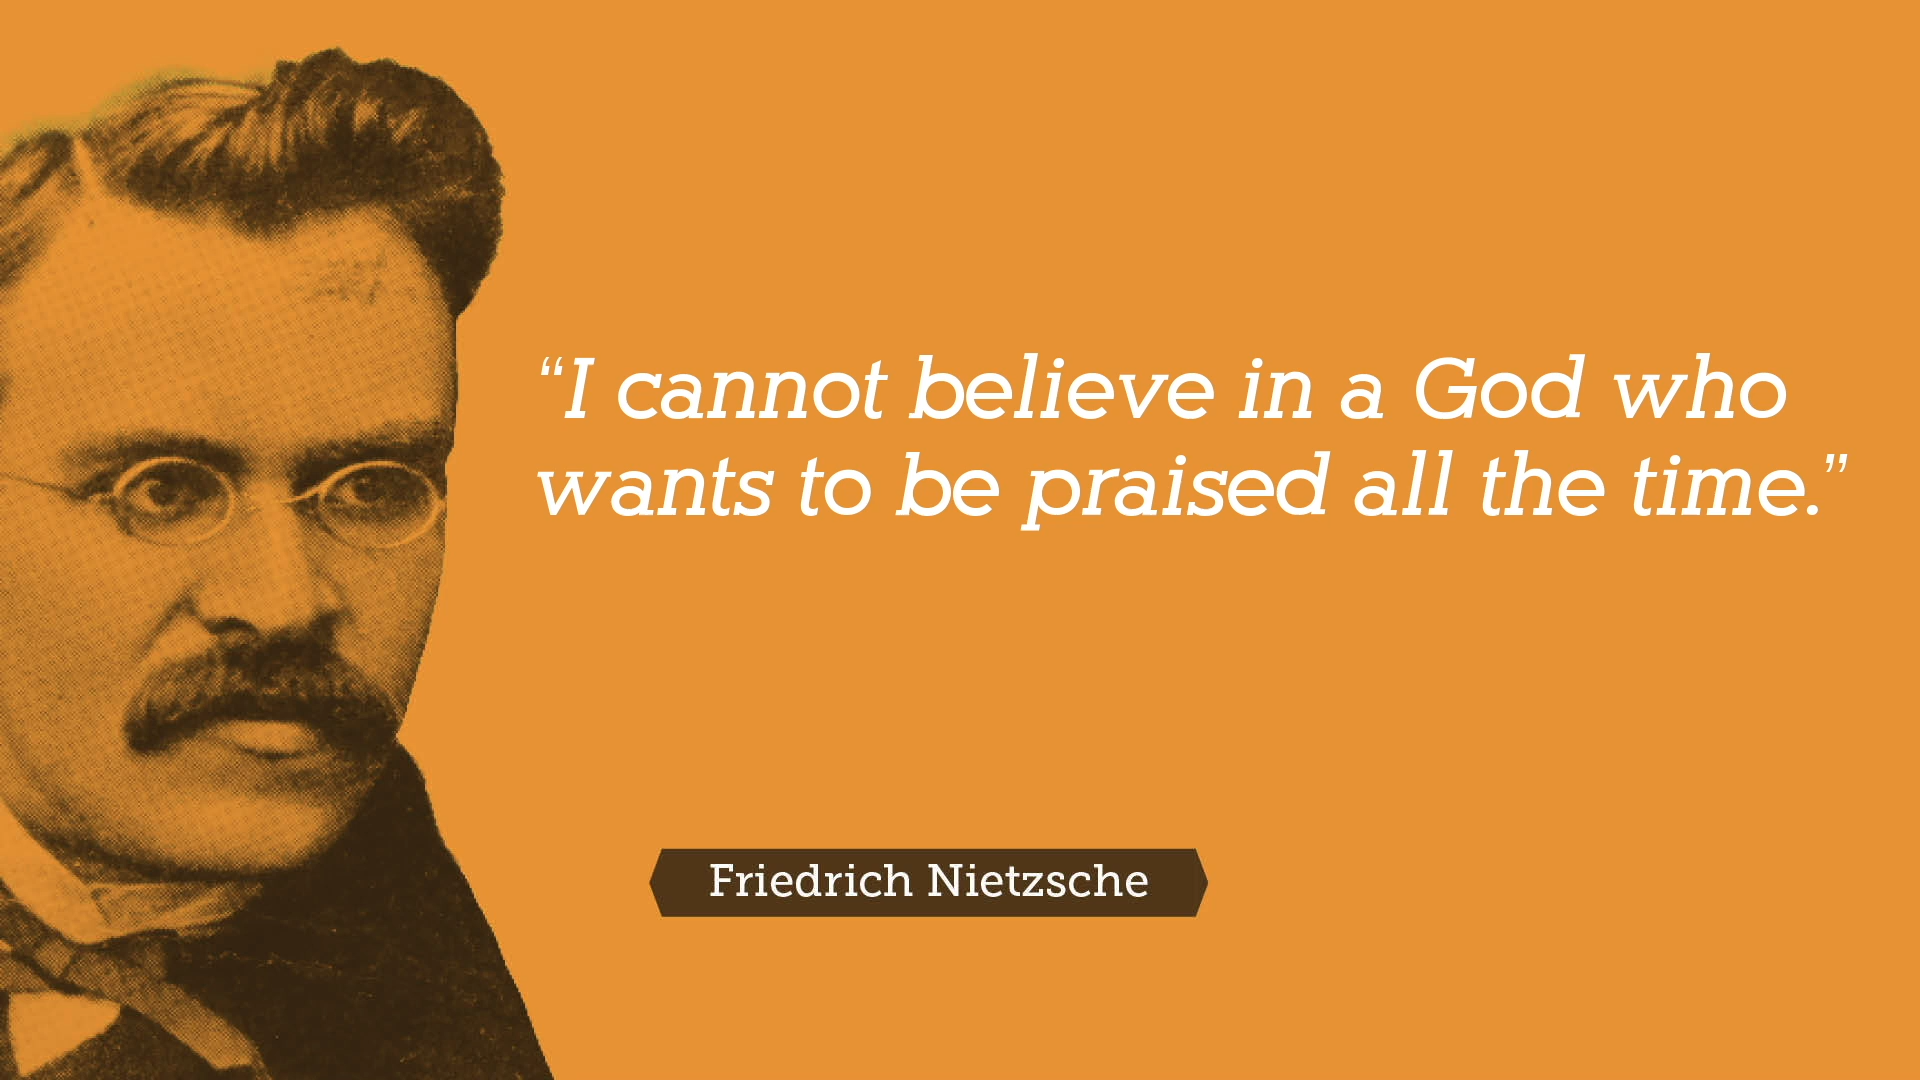 “I cannot believe in a God who
wants to be praised all the time.”
Friedrich Nietzsche